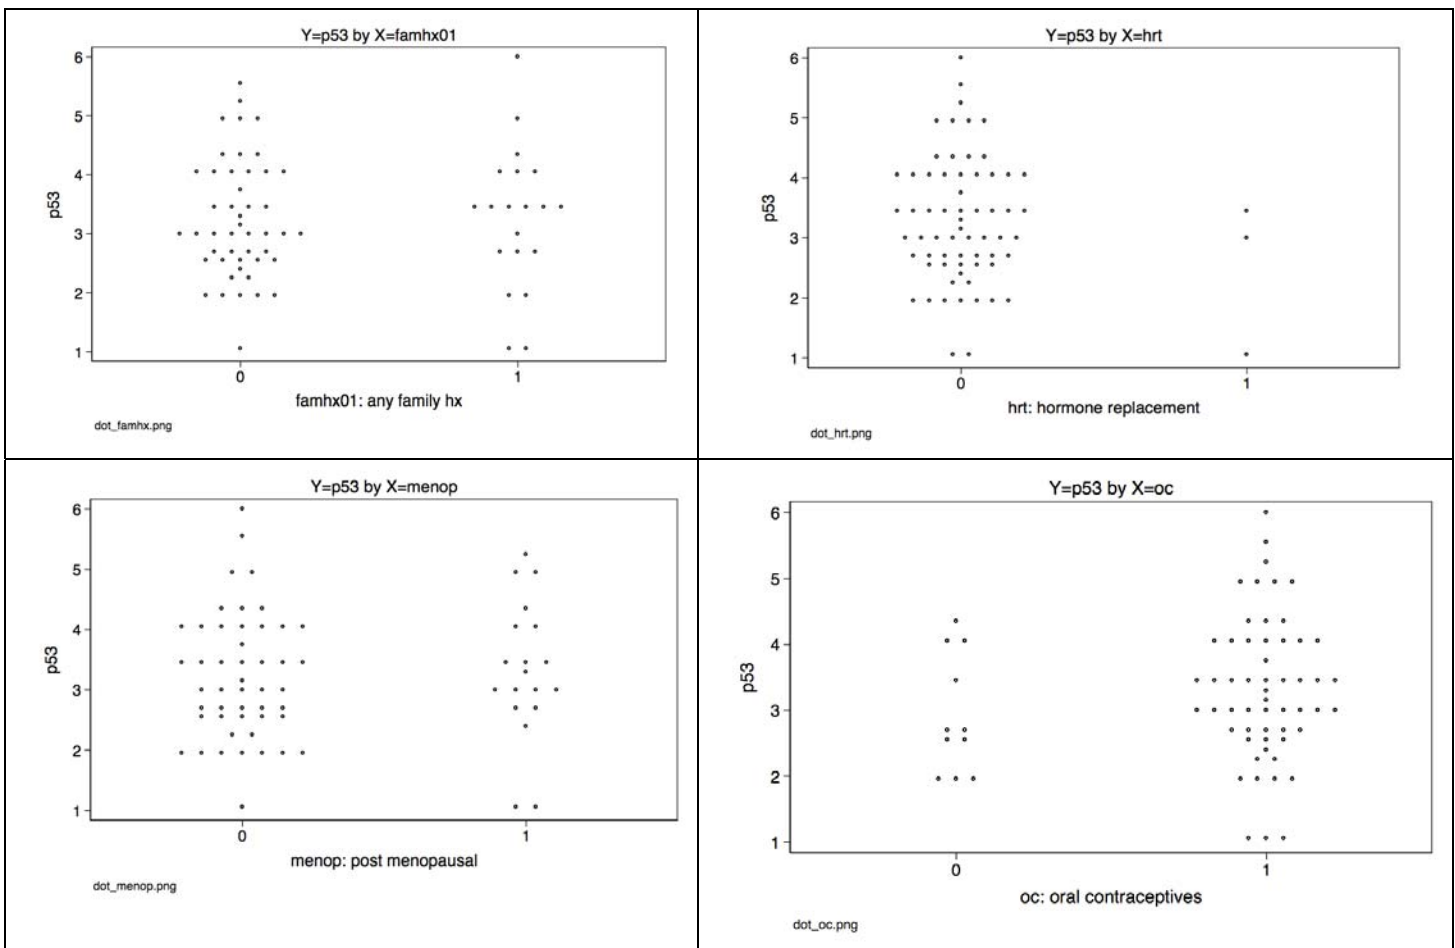 Y=p53 by X=famhx01
6
5
4
3
2
1
p53
0 1
famhx01: any family hx
dot_famhx.png
Y=p53 by X=hrt
6
5
4
3
2
1
p53
0 1
hrt: hormone replacement
dot_hrt.png
Y=p53 by X=menop
6
5
4
3
2
1
p53
0 1
menop: post menopausal
dot_menop.png
Y=p53 by X=oc
6
5
4
3
2
1
p53
0 1
oc: oral contraceptives
dot_oc.png